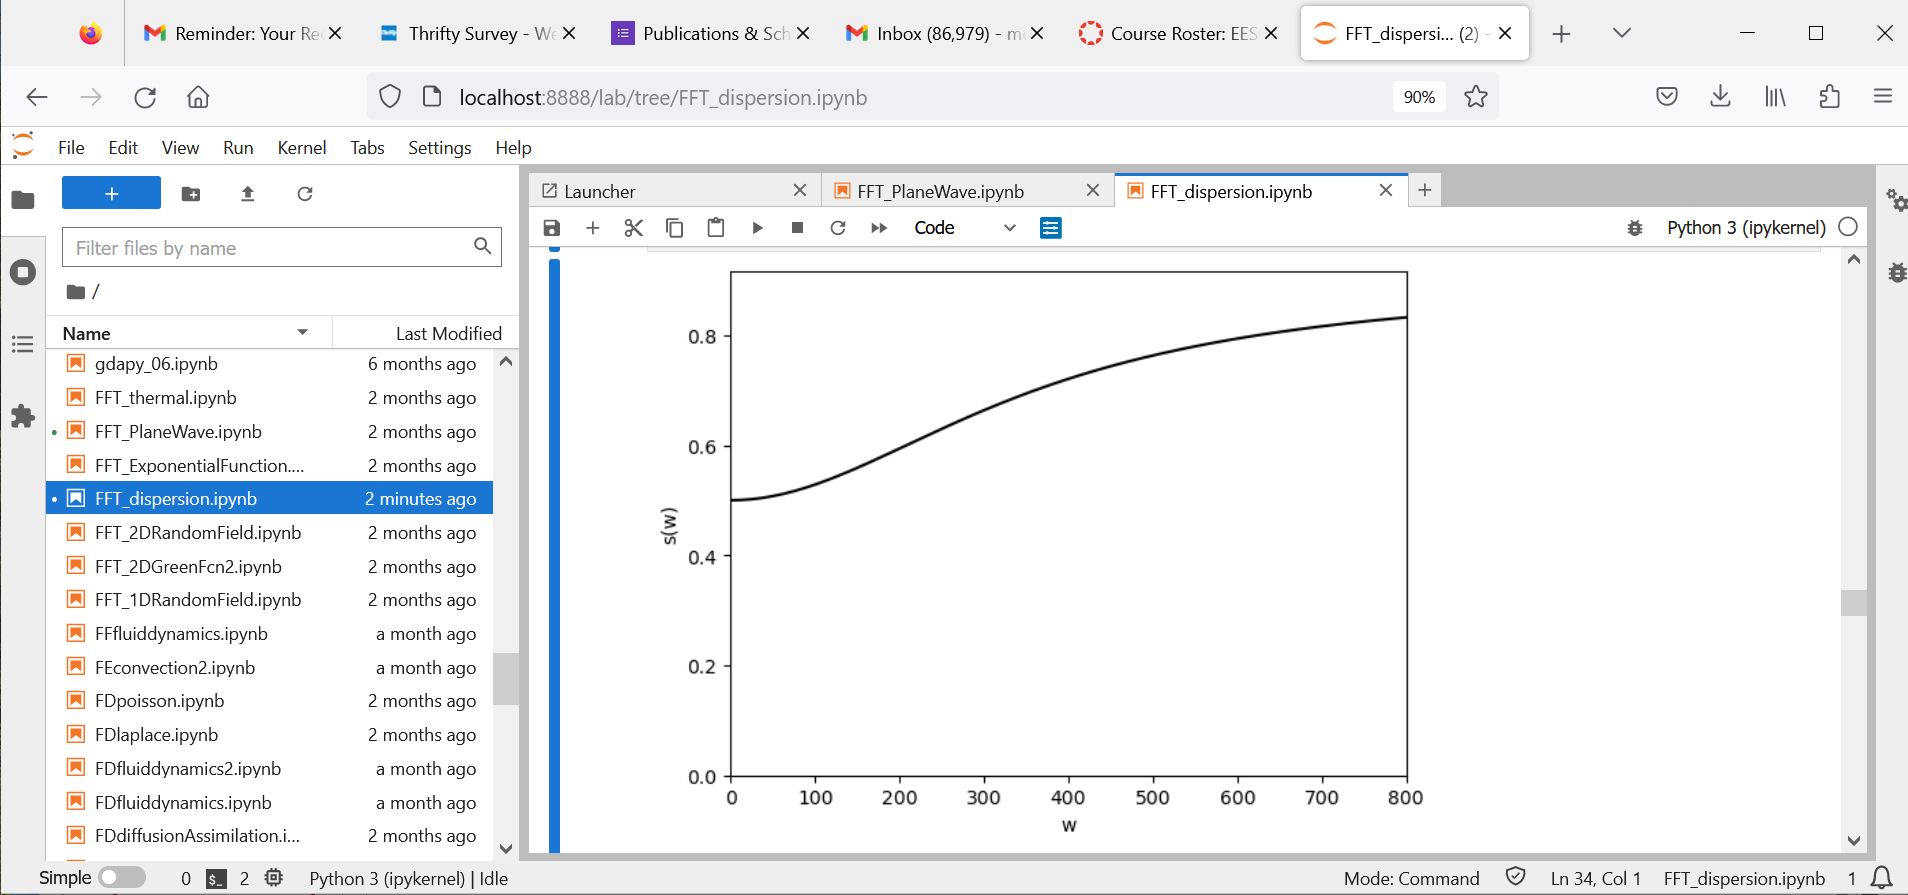 Reminder: Your Re
Thrifty Survey - We
Publications & Sch
Inbox (86,979) - m
Course Roster: EES
FFT_dispersi... (2) -
localhost:8888/lab/tree/FFT_dispersion.ipynb
90%
File Edit View Run Kernel Tabs Settings Help
+
Filter files by name
/
Name Last Modified
gdapy_06.ipynb 6 months ago
FFT_thermal.ipynb 2 months ago
FFT_PlaneWave.ipynb 2 months ago
FFT_ExponentialFunction.... 2 months ago
FFT_dispersion.ipynb 2 minutes ago
FFT_2DRandomField.ipynb 2 months ago
FFT_2DGreenFcn2.ipynb 2 months ago
FFT_1DRandomField.ipynb 2 months ago
FFfluiddynamics.ipynb a month ago
FEconvection2.ipynb a month ago
FDpoisson.ipynb 2 months ago
FDlaplace.ipynb 2 months ago
FDfluiddynamics2.ipynb a month ago
FDfluiddynamics.ipynb a month ago
FDdiffusionAssimilation.i... 2 months ago
Launcher
FFT_PlaneWave.ipynb
FFT_dispersion.ipynb
Code
Python 3 (ipykernel)
0.8
0.6
0.4
0.2
0.0
s(w)
0 100 200 300 400 500 600 700 800
w
Simple 0 $_ 2 Python 3 (ipykernel) | Idle
Mode: Command Ln 34, Col 1 FFT_dispersion.ipynb 1